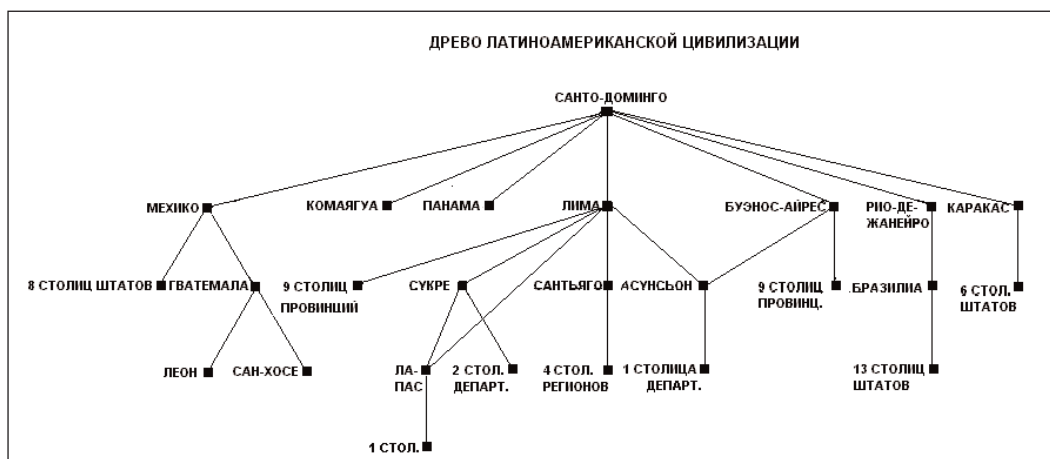 ДРЕВО ЛАТИНОАМЕРИКАНСКОЙ ЦИВИЛИЗАЦИИ
САНТО-ДОМИНГО
МЕХИКО
КОМАЯГУА
ПАНАМА
ЛИМА
БУЭНОС-АЙРЕС
РИО-ДЕ-
ЖАНЕЙРО
КАРАКАС
8 СТОЛИЦ ШТАТОВ
ГВАТЕМАЛА
9 СТОЛИЦ
ПРОВИНЦИЙ
СУКРЕ
САНТЬЯГО
АСУНСЬОН
9 СТОЛИЦ
ПРОВИНЦ.
.БРАЗИЛИА
6 СТОЛ.
ШТАТОВ
ЛЕОН
САН-ХОСЕ
ЛА-
ПАС
2 СТОЛ.
ДЕПАРТ.
4 СТОЛ.
РЕГИОНОВ
1 СТОЛИЦА
ДЕПАРТ.
13 СТОЛИЦ
ШТАТОВ
1 СТОЛ.